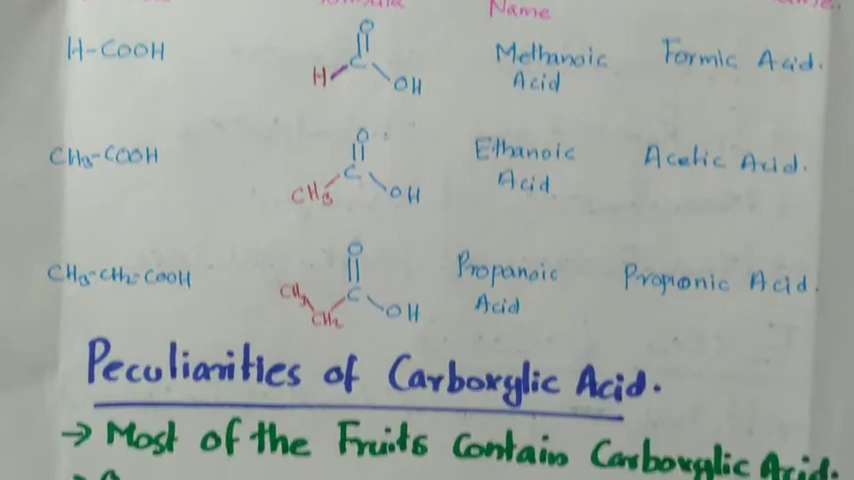 Name
H-COOH
O
H C OH
Methanoic Acid
Formic Acid.
CH3-COOH
O
CH3 C OH
Ethanoic Acid
Acetic Acid.
CH3-CH2-COOH
O
CH3 CH2 C OH
Propanoic Acid
Propionic Acid.
Peculiarities of Carboxylic Acid.
→ Most of the Fruits Contain Carboxylic Acid.